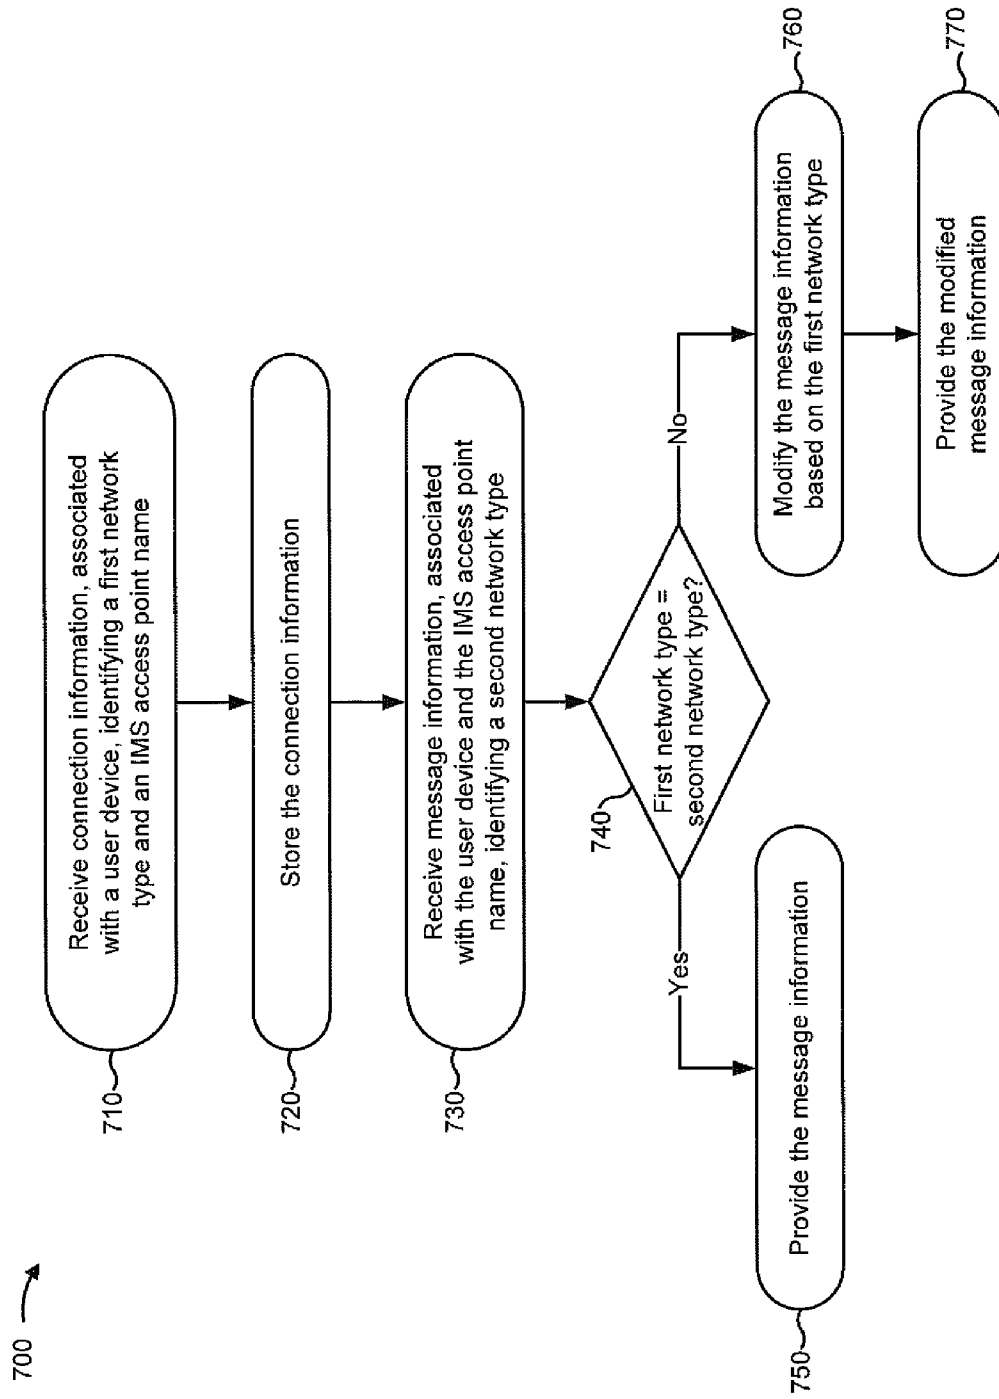 700
710
Receive connection information, associated
with a user device, identifying a first network
type and an IMS access point name
720
Store the connection information
730
Receive message information, associated
with the user device and the IMS access point
name, identifying a second network type
740
First network type =
second network type?
Yes
No
750
Provide the message information
760
Modify the message information
based on the first network type
770
Provide the modified
message information